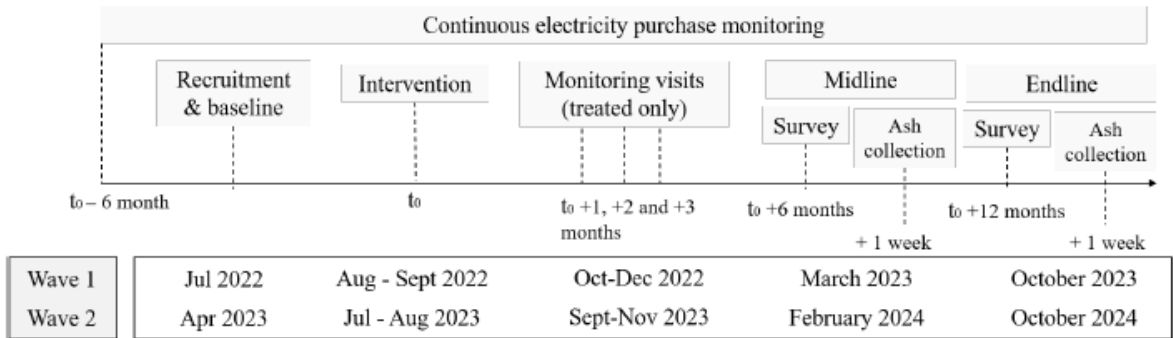 Continuous electricity purchase monitoring
Recruitment
& baseline
Intervention
Monitoring visits
(treated only)
Midline
Survey
Ash
collection
Endline
Survey
Ash
collection
t0 – 6 month
t0
t0 +1, +2 and +3
months
t0 +6 months
+ 1 week
t0 +12 months
+ 1 week
Wave 1 Jul 2022 Aug - Sept 2022 Oct-Dec 2022 March 2023 October 2023
Wave 2 Apr 2023 Jul - Aug 2023 Sept-Nov 2023 February 2024 October 2024